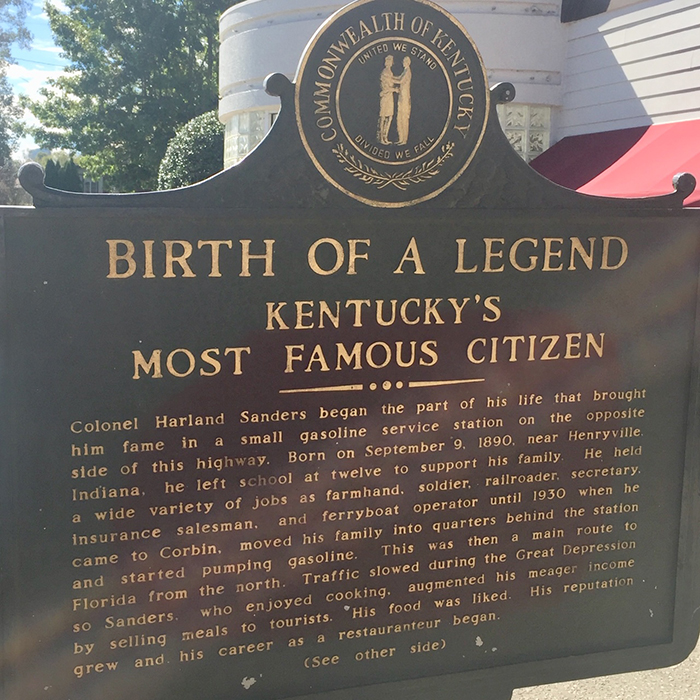 COMMONWEALTH OF KENTUCKY
UNITED WE STAND
DIVIDED WE FALL
BIRTH OF A LEGEND
KENTUCKY'S
MOST FAMOUS CITIZEN
Colonel Harland Sanders began the part of his life that brought
him fame in a small gasoline service station on the opposite
side of this highway. Born on September 9, 1890, near Henryville,
Indiana, he left school at twelve to support his family. He held
a wide variety of jobs as farmhand, soldier, railroader, secretary,
insurance salesman, and ferryboat operator until 1930 when he
came to Corbin, moved his family into quarters behind the station
and started pumping gasoline. This was then a main route to
Florida from the north. Traffic slowed during the Great Depression
so Sanders, who enjoyed cooking, augmented his meager income
by selling meals to tourists. His food was liked. His reputation
grew and his career as a restauranteur began.
(See other side)